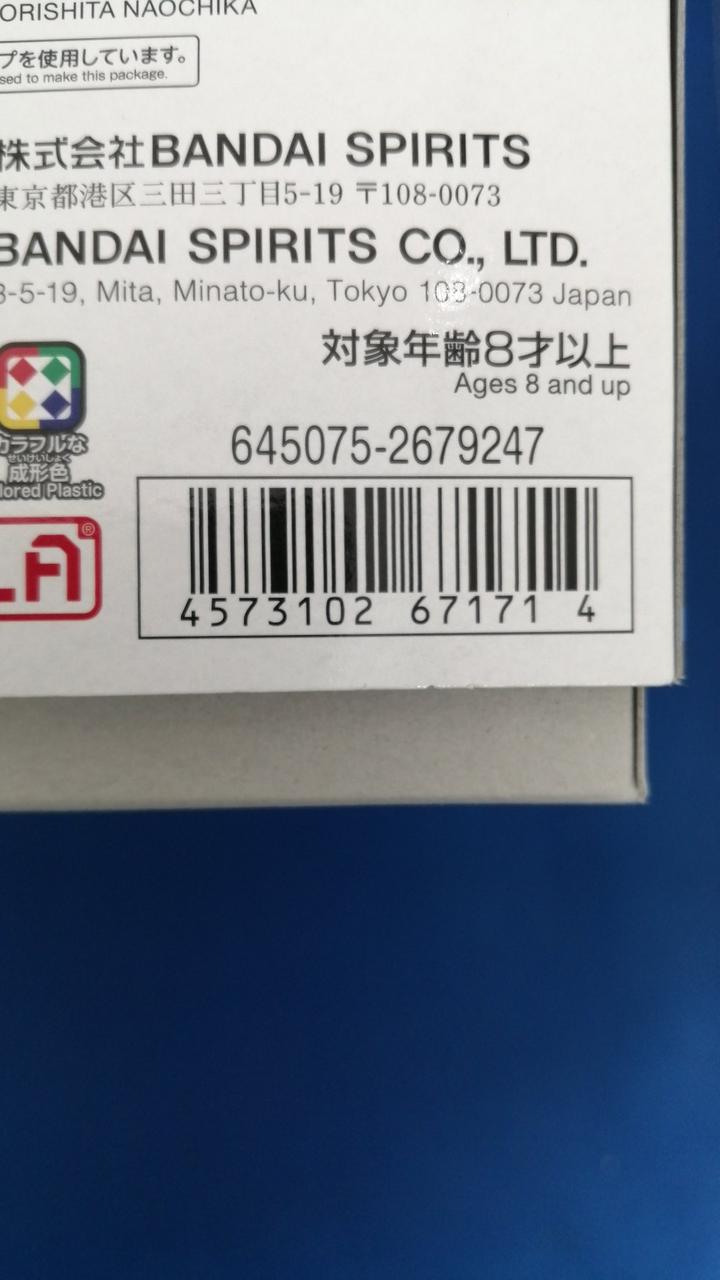 ORISHITA NAOCHIKA
プを使用しています。
sed to make this package.
株式会社BANDAI SPIRITS
東京都港区三田三丁目5-19 〒108-0073
BANDAI SPIRITS CO., LTD.
3-5-19, Mita, Minato-ku, Tokyo 108-0073 Japan
対象年齢8才以上
Ages 8 and up
645075-2679247
カラフルな
せいけいしょく
成形色
lored Plastic
LA®
4573102 67171 4